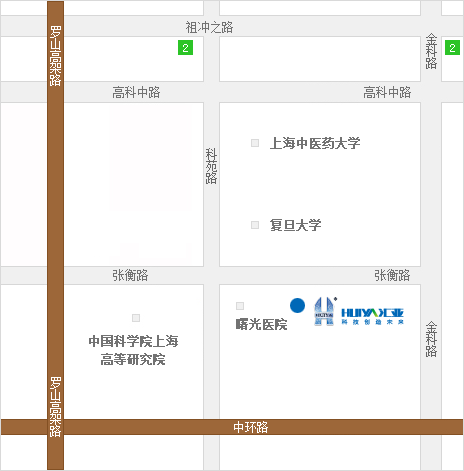 祖冲之路
罗山高架路
2
金科路
2
高科中路
高科中路
上海中医药大学
科苑路
复旦大学
张衡路
张衡路
HUIYA汇亚
科技创造未来
曙光医院
中国科学院上海
高等研究院
金科路
罗山高架路
中环路